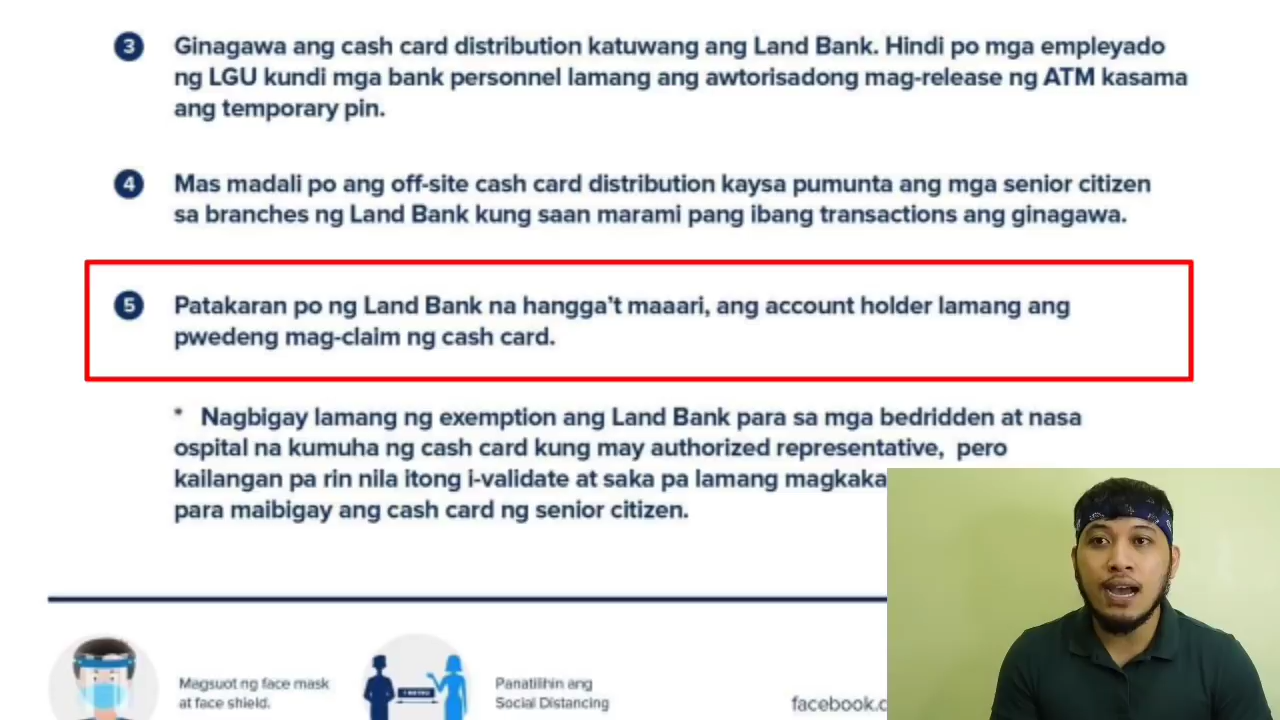 3 Ginagawa ang cash card distribution katuwang ang Land Bank. Hindi po mga empleyado
ng LGU kundi mga bank personnel lamang ang awtorisadong mag-release ng ATM kasama
ang temporary pin.
4 Mas madali po ang off-site cash card distribution kaysa pumunta ang mga senior citizen
sa branches ng Land Bank kung saan marami pang ibang transactions ang ginagawa.
5 Patakaran po ng Land Bank na hangga't maaari, ang account holder lamang ang
pwedeng mag-claim ng cash card.
* Nagbigay lamang ng exemption ang Land Bank para sa mga bedridden at nasa
ospital na kumuha ng cash card kung may authorized representative, pero
kailangan pa rin nila itong i-validate at saka pa lamang magkaka
para maibigay ang cash card ng senior citizen.
Magsuot ng face mask
at face shield.
1 METRO
Panatilihin ang
Social Distancing
facebook.c